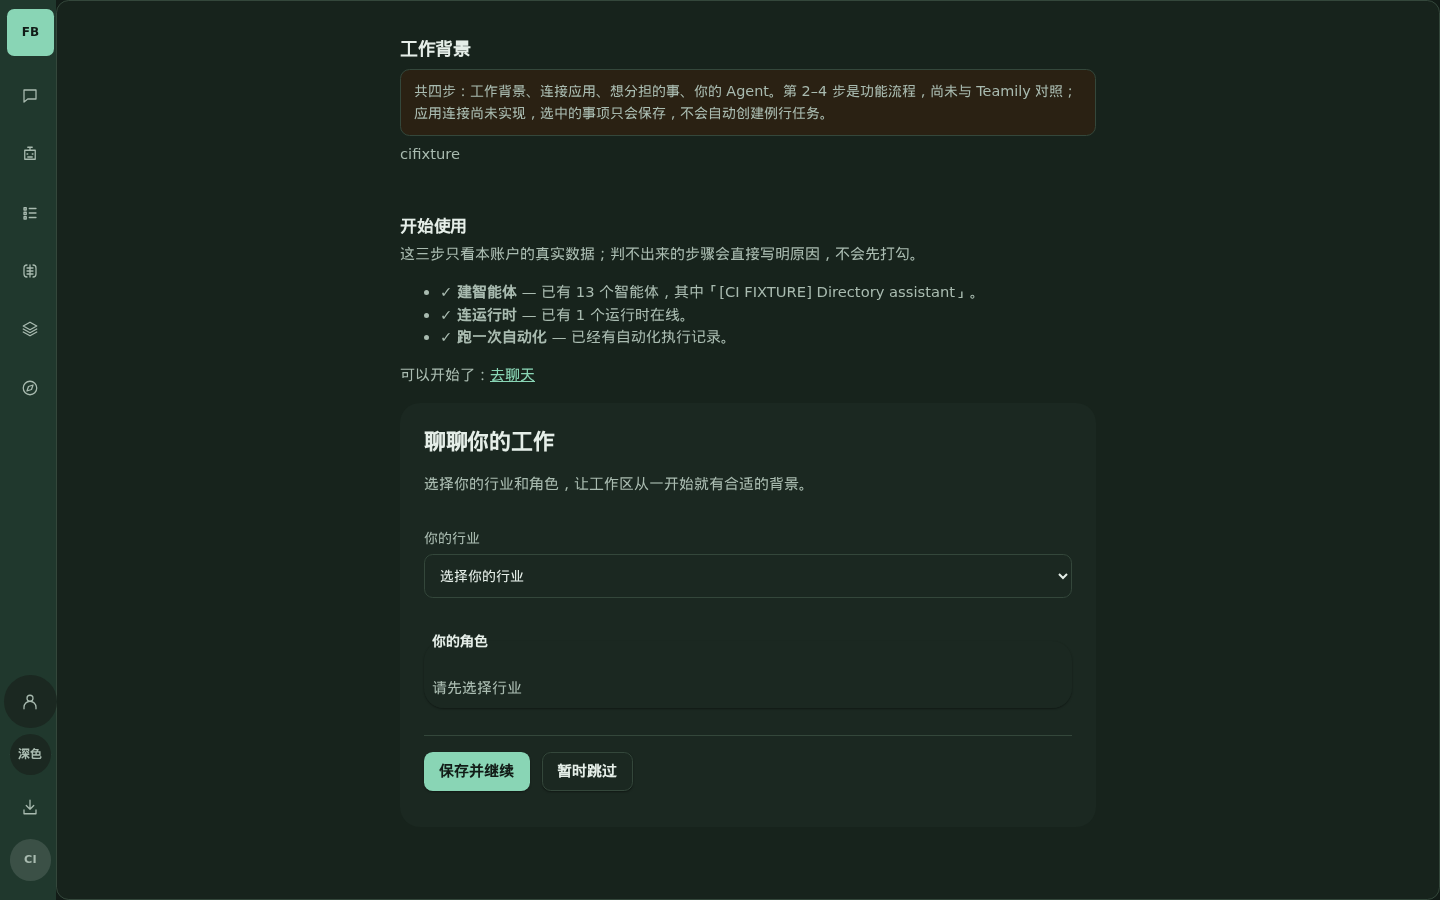 FB
工作背景
共四步：工作背景、连接应用、想分担的事、你的 Agent。第 2–4 步是功能流程，尚未与 Teamily 对照；
应用连接尚未实现，选中的事项只会保存，不会自动创建例行任务。
cifixture
开始使用
这三步只看本账户的真实数据；判不出来的步骤会直接写明原因，不会先打勾。
• ✓ 建智能体 — 已有 13 个智能体，其中「[CI FIXTURE] Directory assistant」。
• ✓ 连运行时 — 已有 1 个运行时在线。
• ✓ 跑一次自动化 — 已经有自动化执行记录。
可以开始了：去聊天
聊聊你的工作
选择你的行业和角色，让工作区从一开始就有合适的背景。
你的行业
选择你的行业
你的角色
请先选择行业
保存并继续
暂时跳过
深色
CI